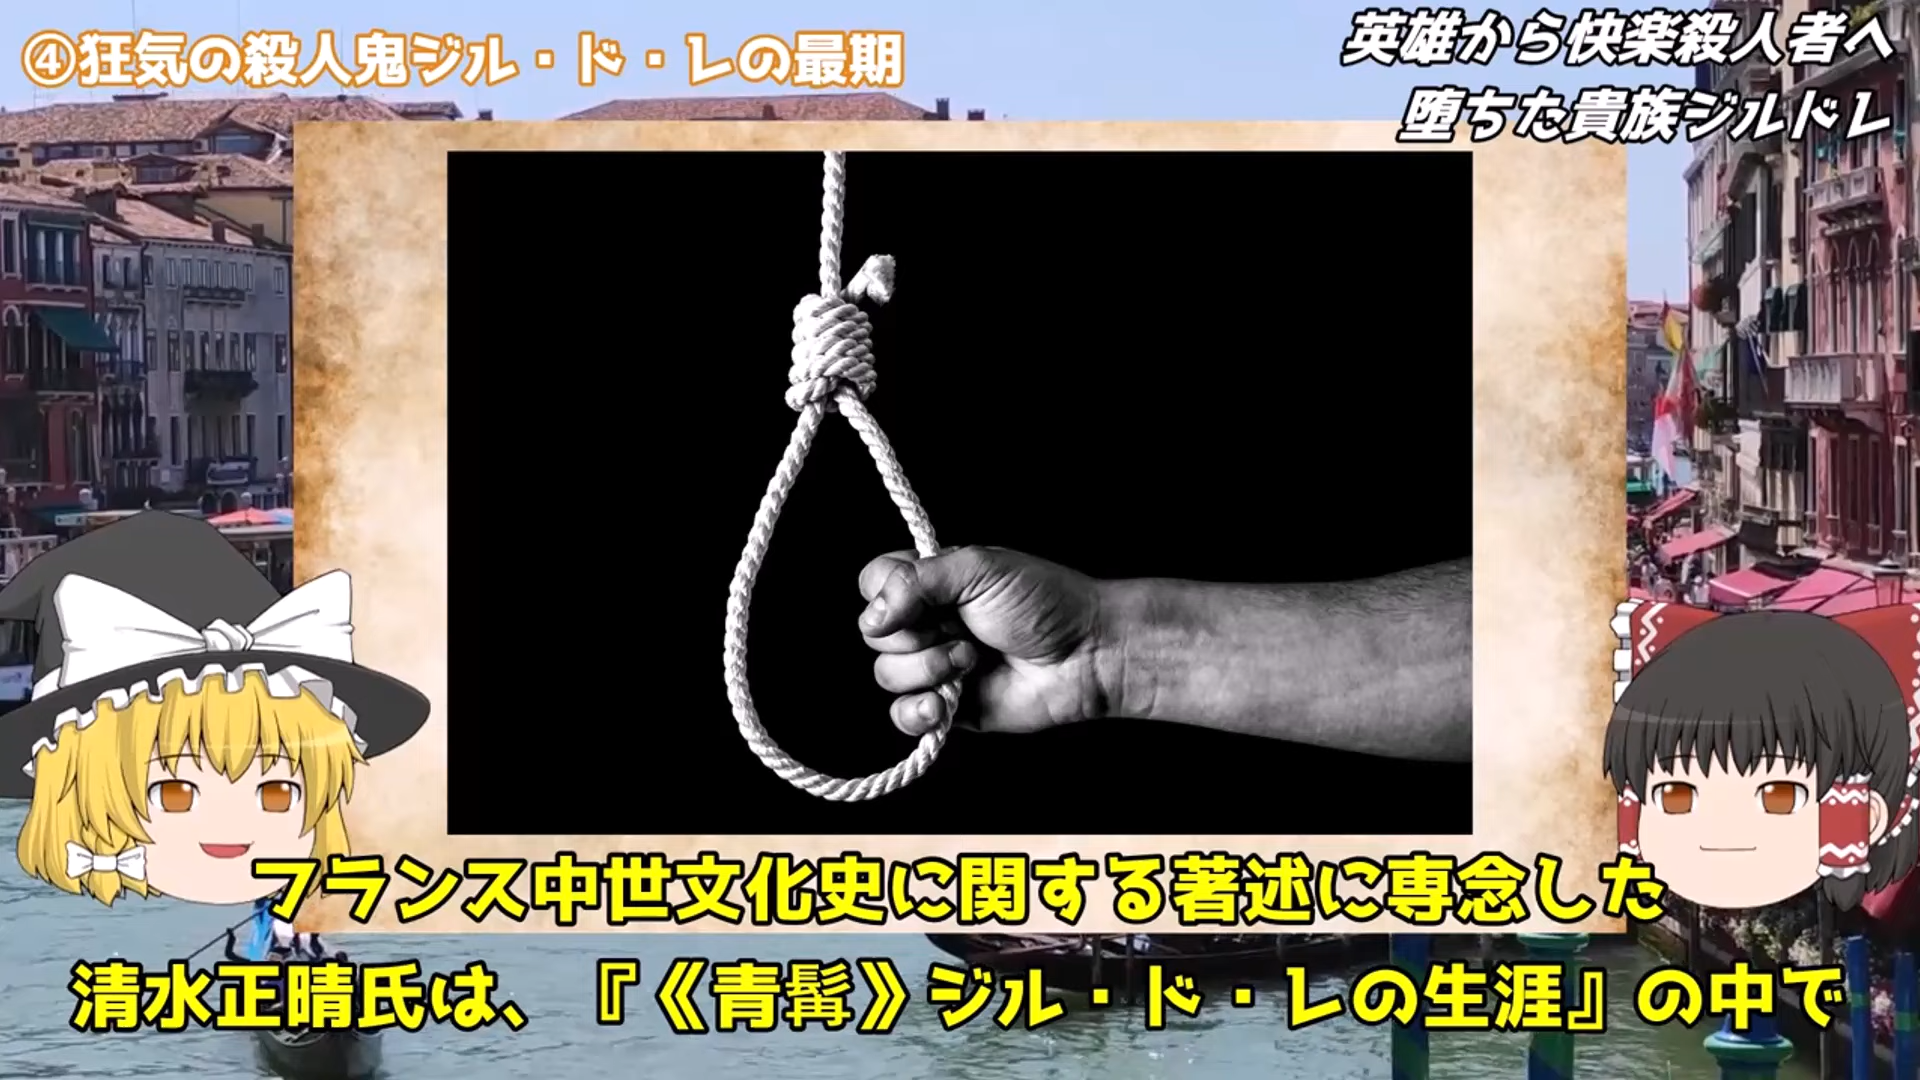 ④狂気の殺人鬼ジル・ド・レの最期
英雄から快楽殺人者へ
堕ちた貴族ジルドレ
フランス中世文化史に関する著述に専念した
清水正晴氏は、『《青髯》ジル・ド・レの生涯』の中で